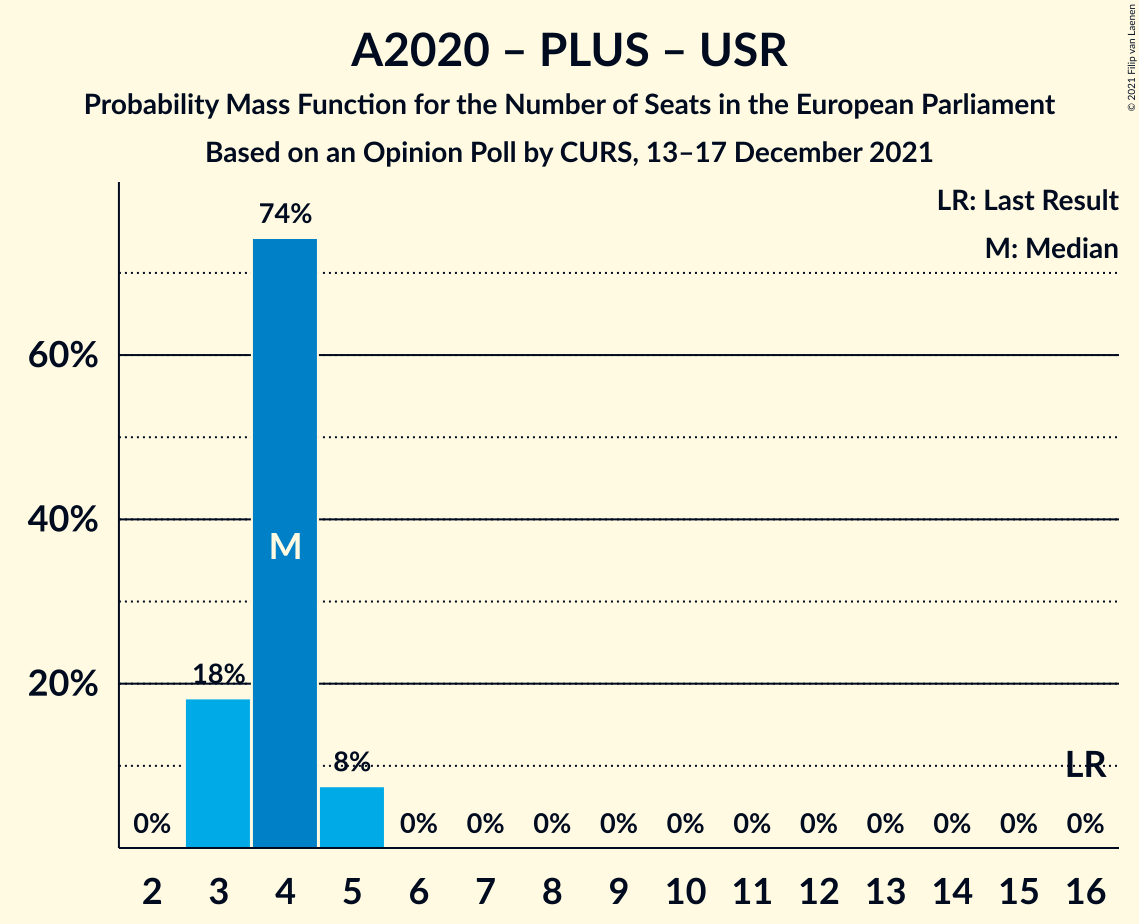 A2020 – PLUS – USR
Probability Mass Function for the Number of Seats in the European Parliament
Based on an Opinion Poll by CURS, 13–17 December 2021
© 2021 Filip van Laenen
LR: Last Result
M: Median
74%
60%
40%
M
18%
20%
8%
LR
0% 0% 0% 0% 0% 0% 0% 0% 0% 0% 0% 0%
2 3 4 5 6 7 8 9 10 11 12 13 14 15 16